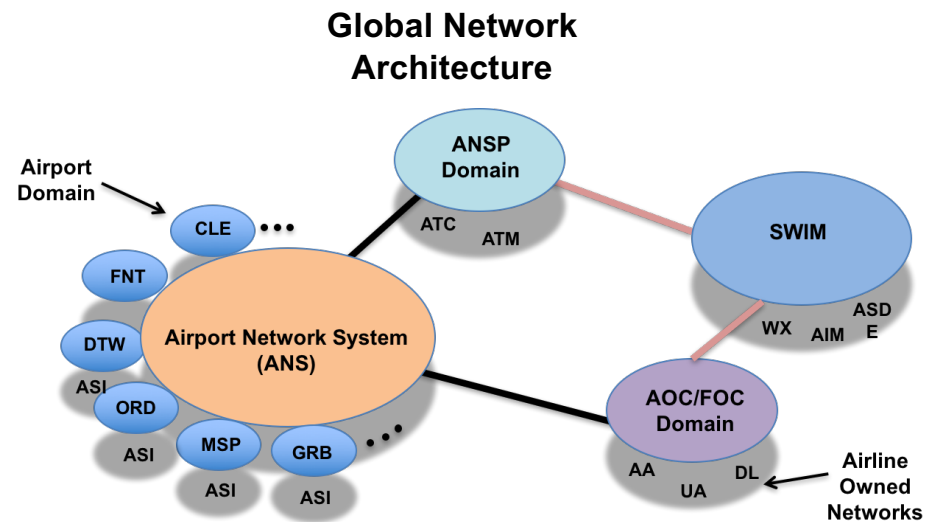 Global Network
Architecture
ANSP
Domain
Airport
Domain
ATC
ATM
CLE
SWIM
FNT
WX
AIM
ASD
E
Airport Network System
(ANS)
DTW
ASI
ORD
ASI
MSP
ASI
GRB
ASI
AOC/FOC
Domain
AA
UA
DL
Airline
Owned
Networks